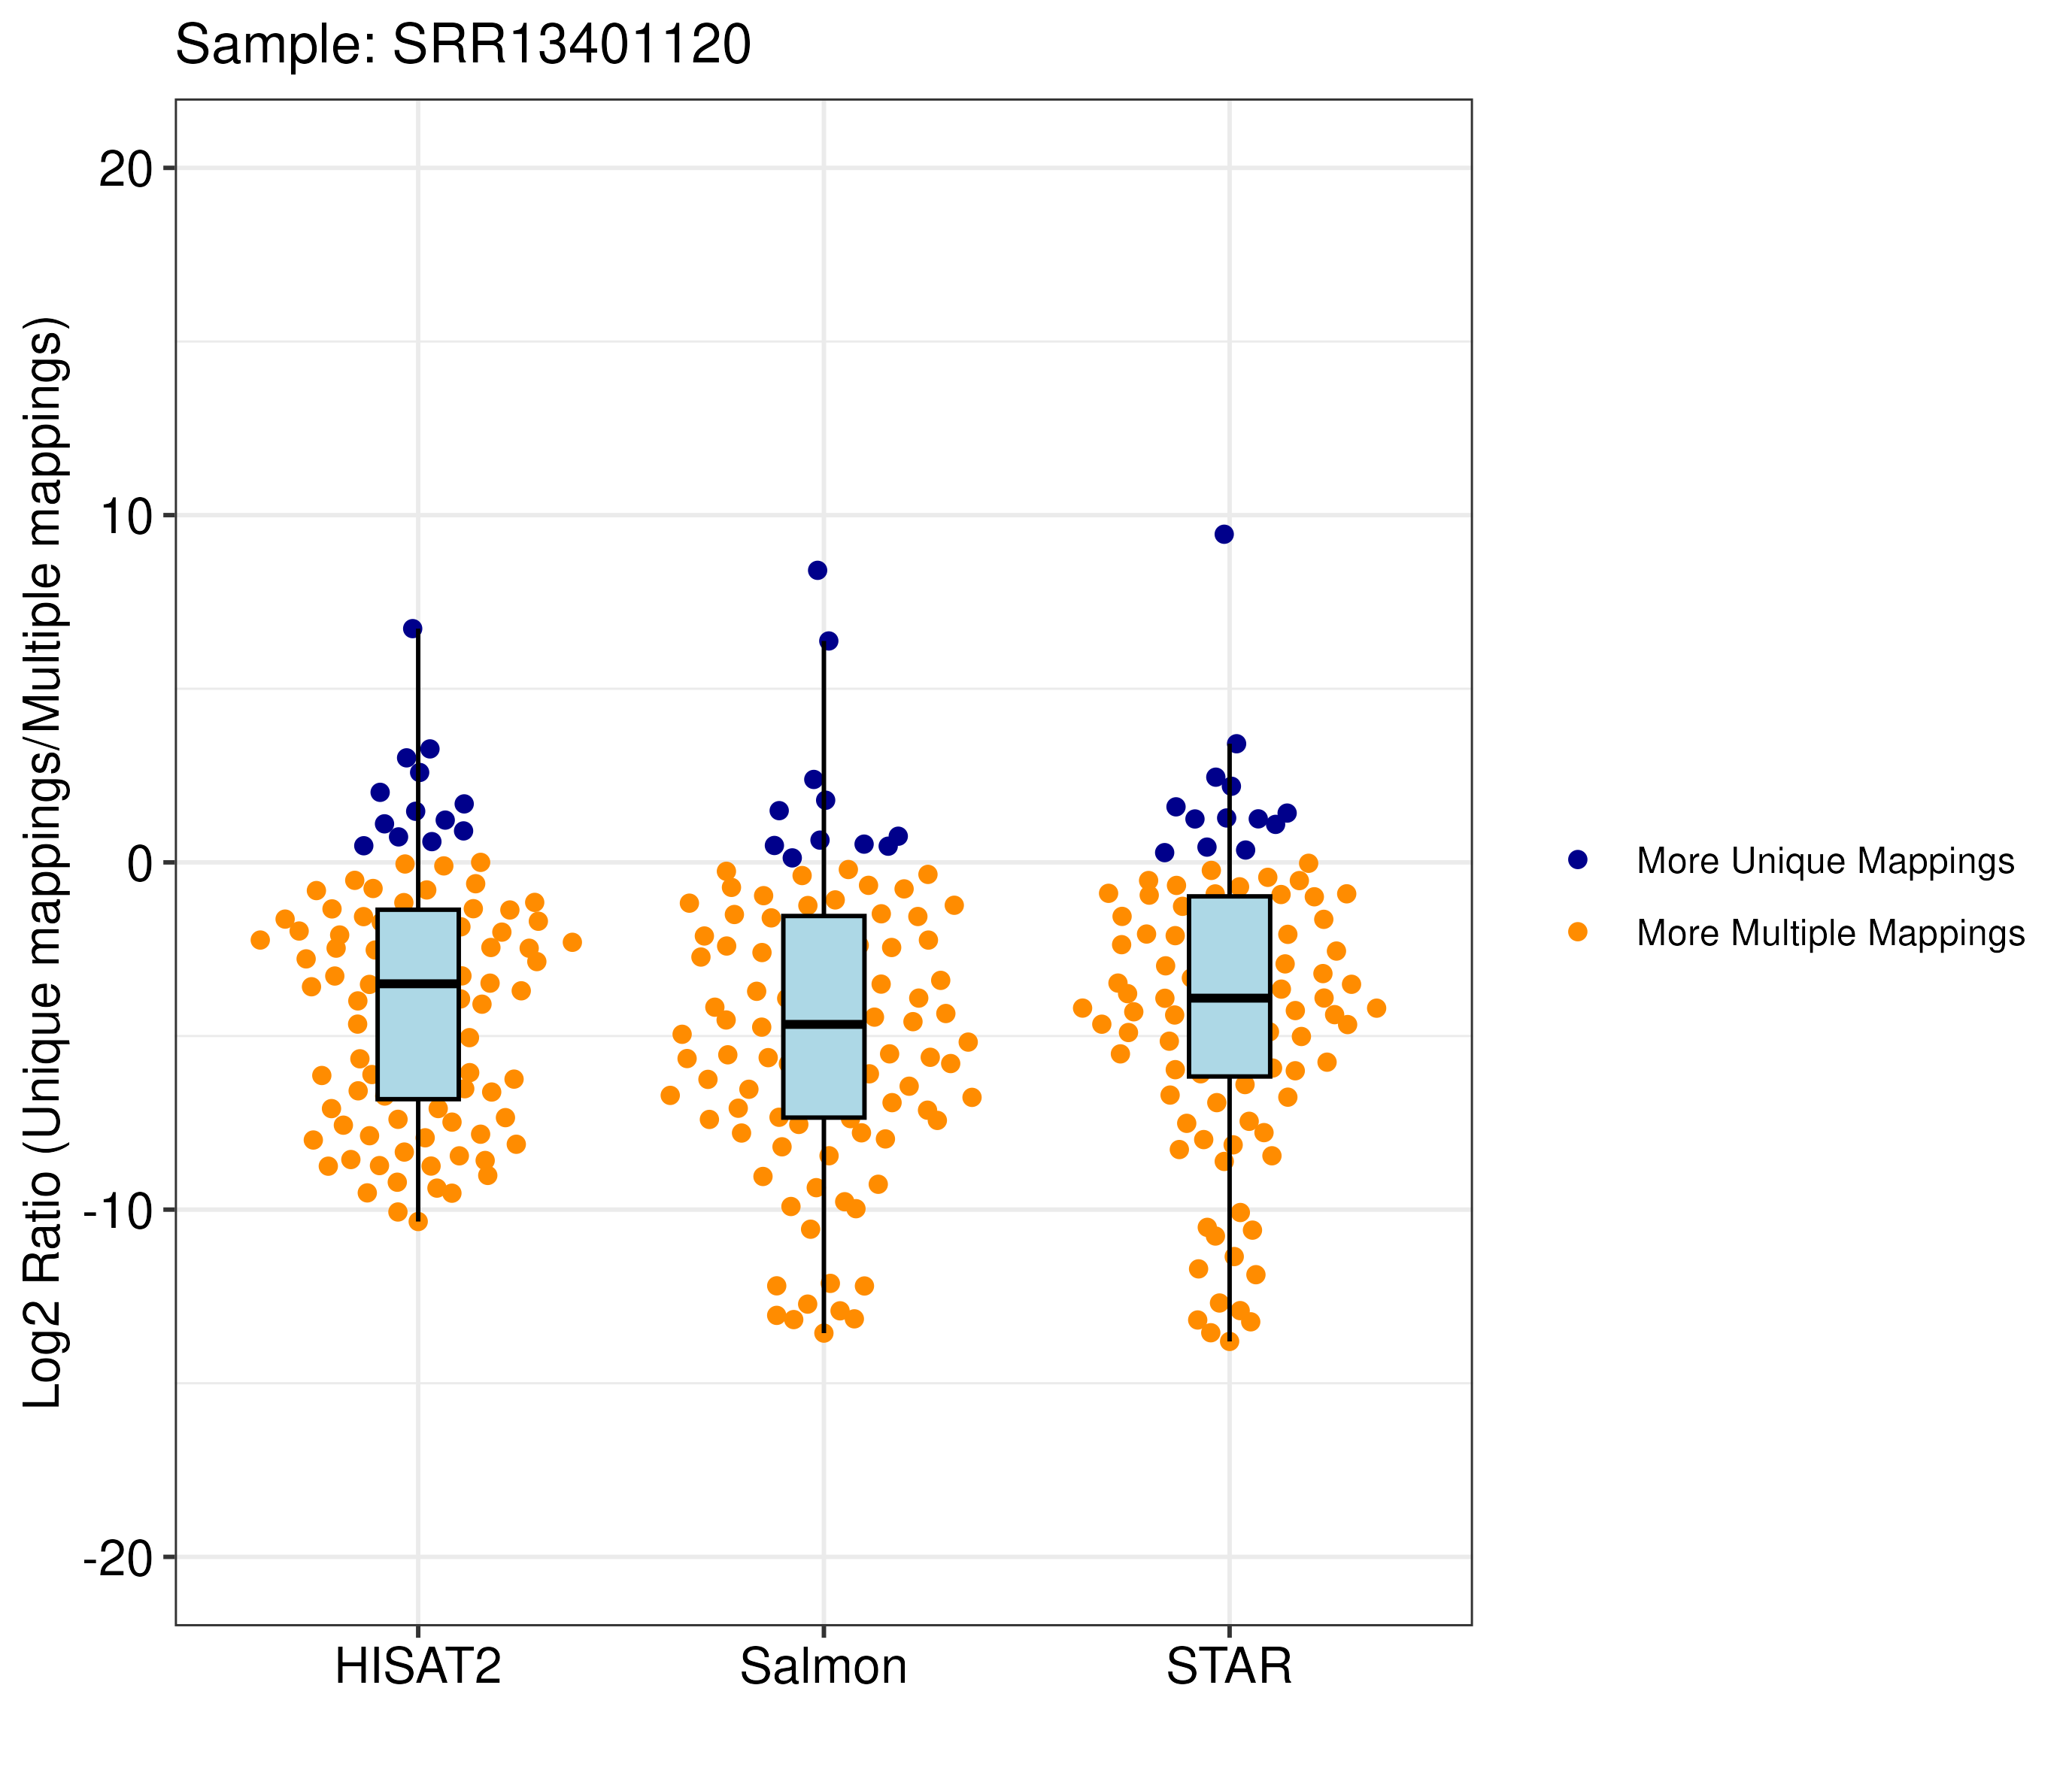 Sample: SRR13401120
Log2 Ratio (Unique mappings/Multiple mappings)
20
10
0
-10
-20
HISAT2
Salmon
STAR
More Unique Mappings
More Multiple Mappings